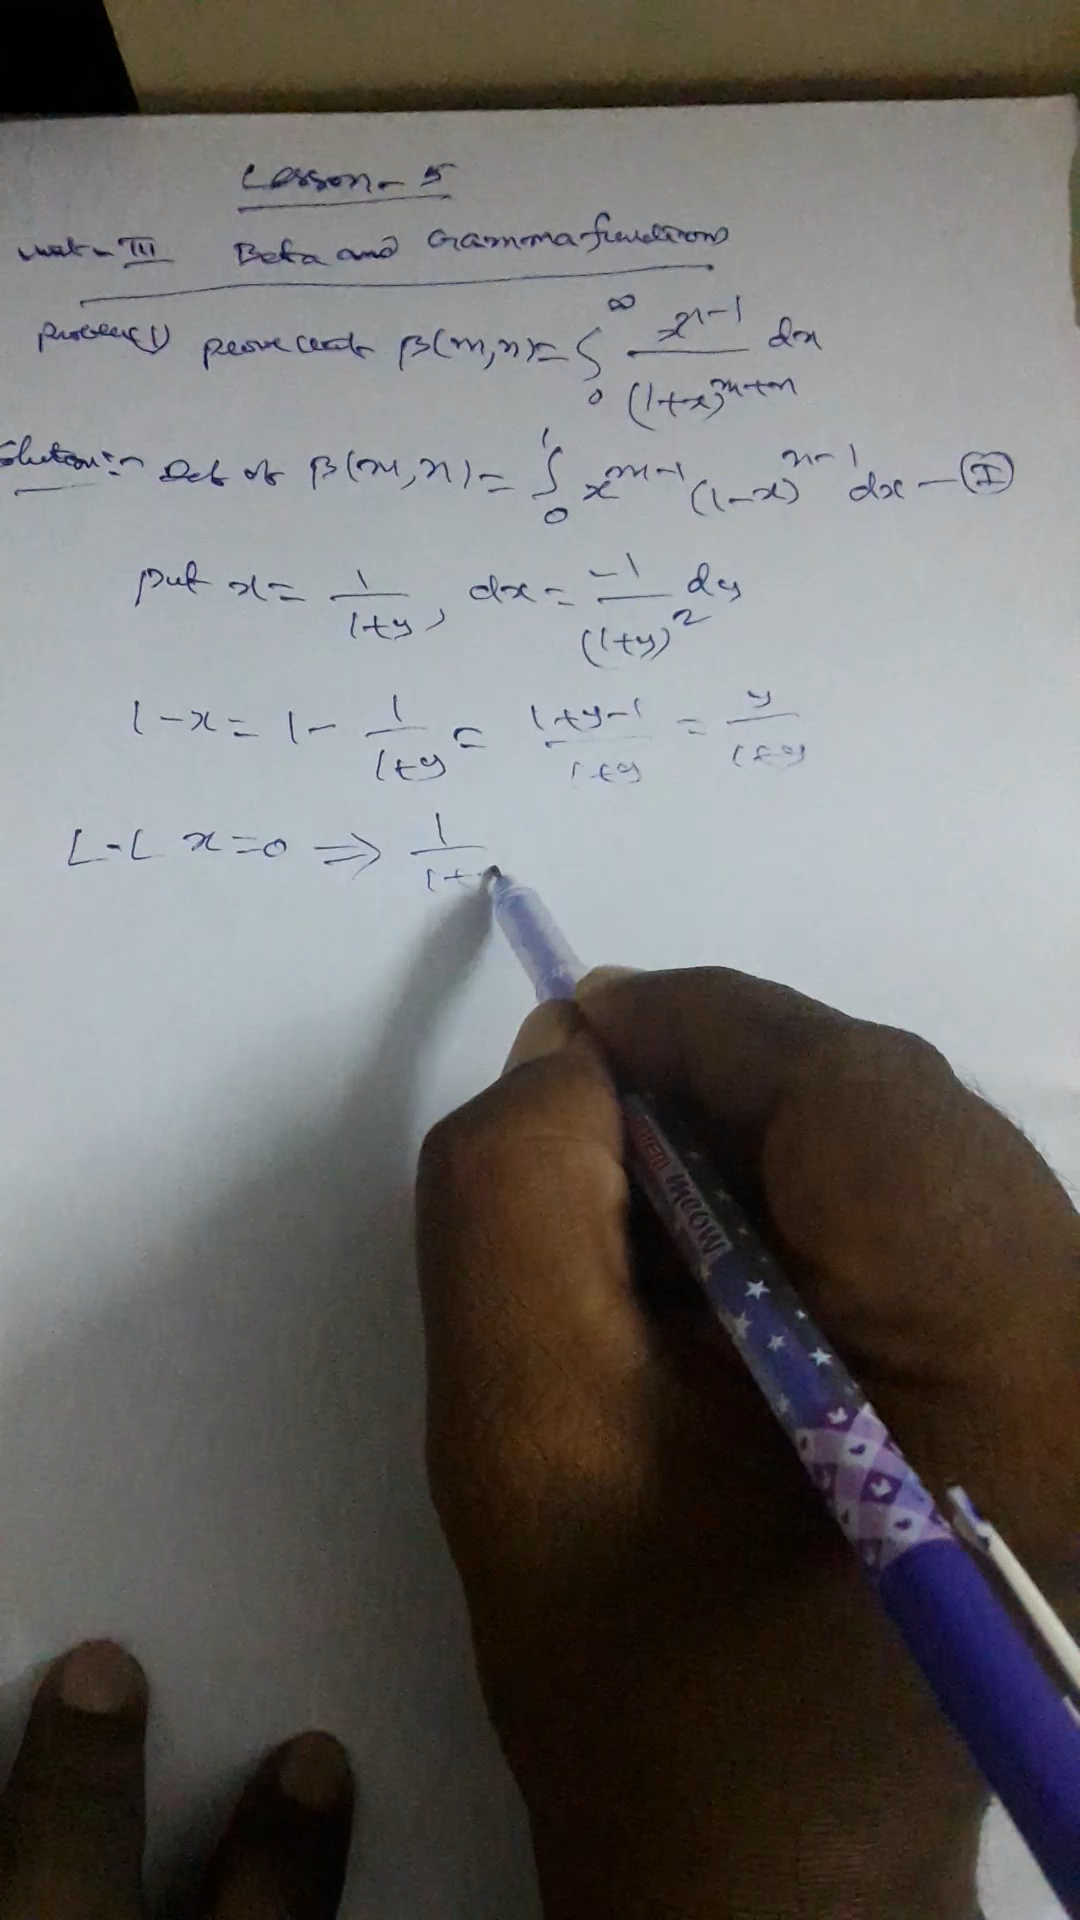 Lesson - 5
Unit - III Beta and Gamma functions
Problem(1) prove that β(m,n) = ∫₀^∞ x^(n-1)/(1+x)^(m+n) dx
Solution:- Def of β(m,n) = ∫₀^1 x^(m-1) (1-x)^(n-1) dx — (I)
put x = 1/(1+y), dx = -1/(1+y)^2 dy
1-x = 1 - 1/(1+y) = (1+y-1)/(1+y) = y/(1+y)
L.L x=0 ⇒ 1/(1+